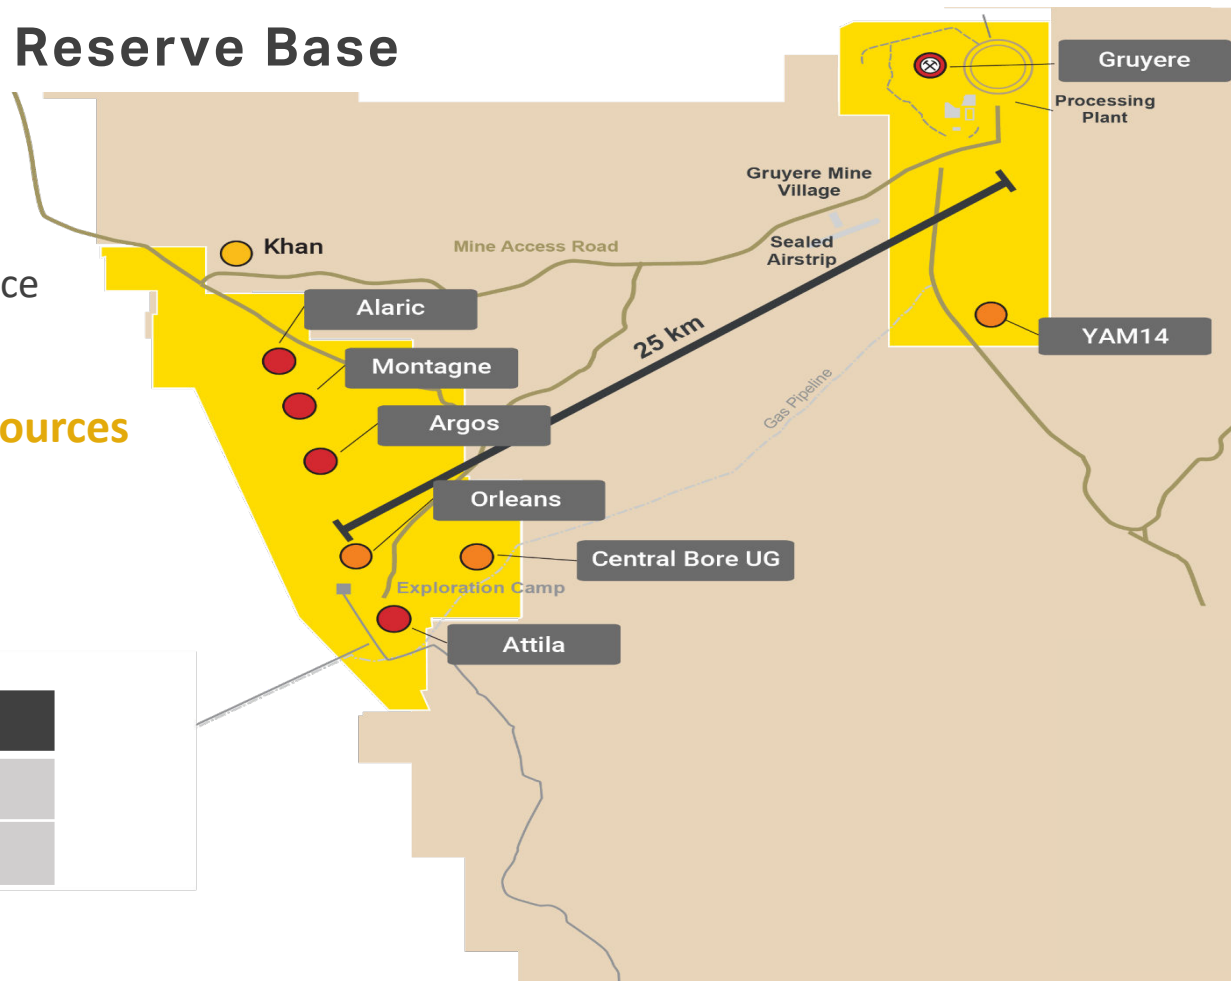 Reserve Base
Gruyere
Processing
Plant
Gruyere Mine
Village
Khan
Mine Access Road
Sealed
Airstrip
ce
Alaric
25 km
YAM14
Montagne
Gas Pipeline
Argos
ources
Orleans
Central Bore UG
Exploration Camp
Attila